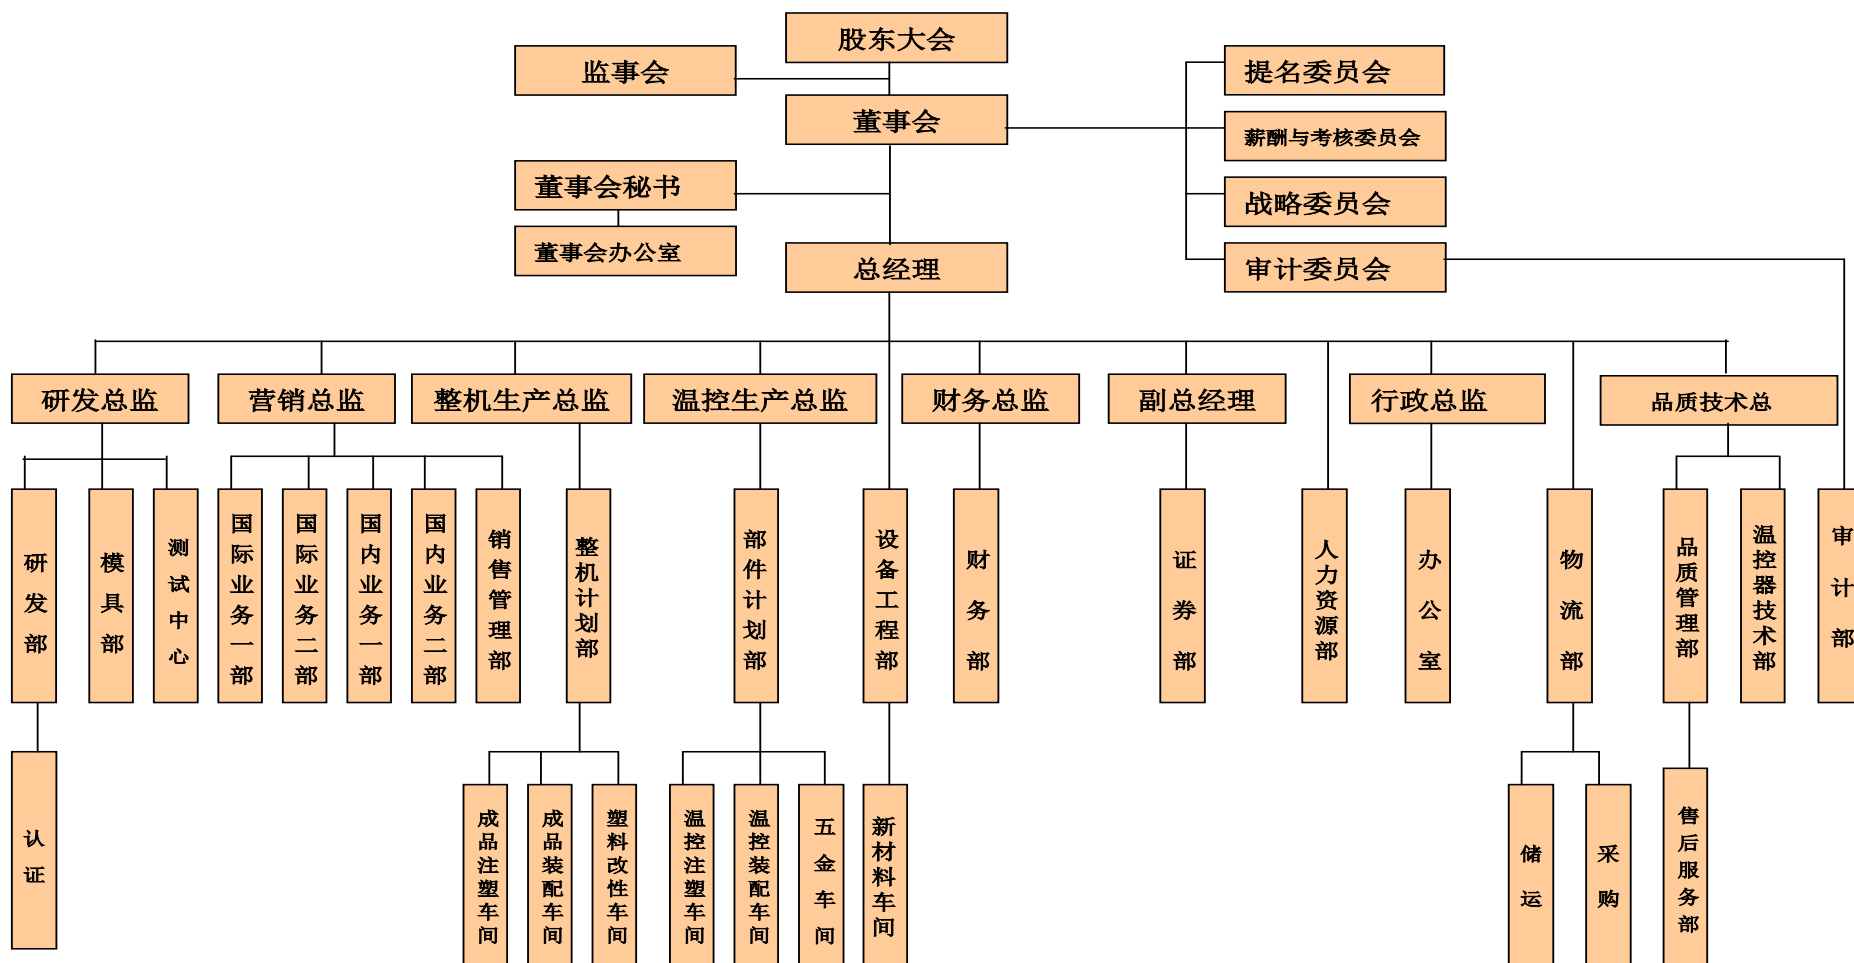 股东大会
监事会
提名委员会
董事会
薪酬与考核委员会
董事会秘书
战略委员会
董事会办公室
总经理
审计委员会
研发总监
营销总监
整机生产总监
温控生产总监
财务总监
副总经理
行政总监
品质技术总
研发部
模具部
测试中心
国际业务一部
国际业务二部
国内业务一部
国内业务二部
销售管理部
整机计划部
部件计划部
设备工程部
财务部
证券部
人力资源部
办公室
物流部
品质管理部
温控器技术部
审计部
认证
成品注塑车间
成品装配车间
塑料改性车间
温控注塑车间
温控装配车间
五金车间
新材料车间
储运
采购
售后服务部